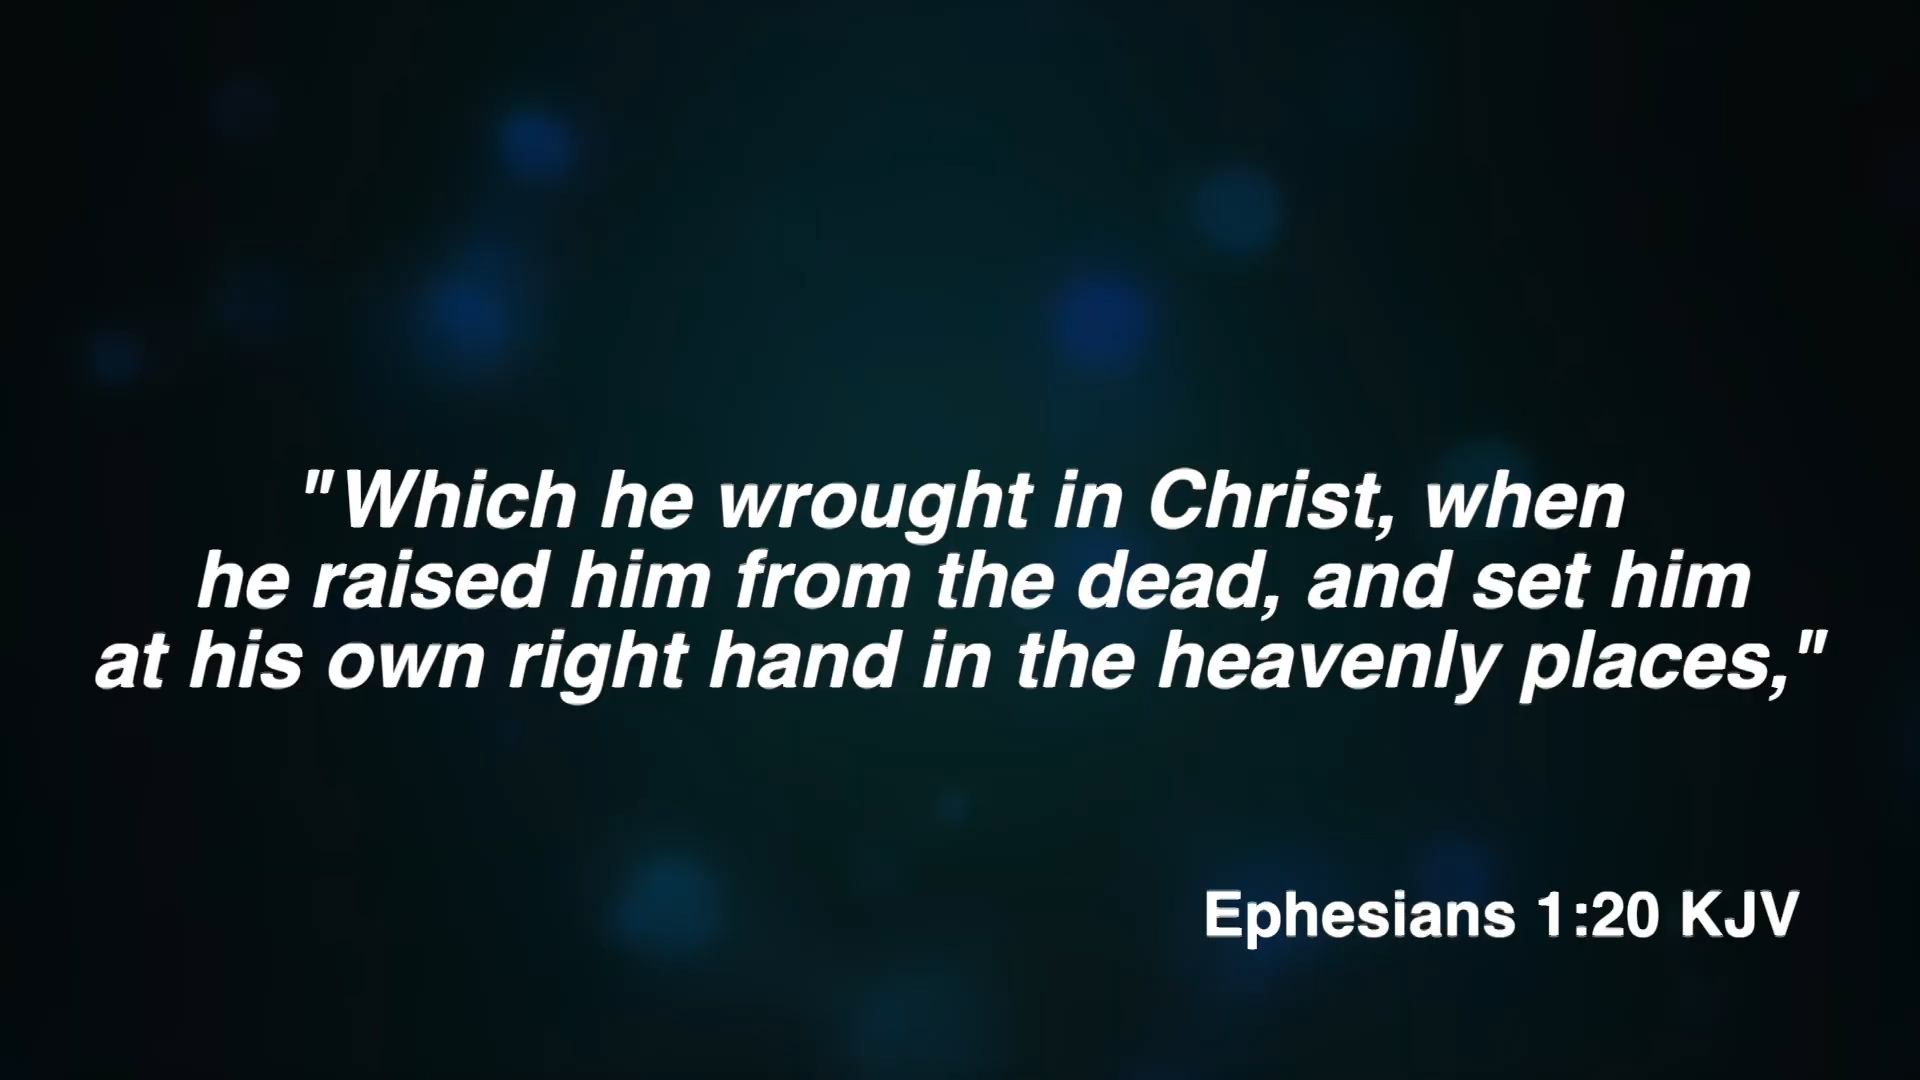 "Which he wrought in Christ, when
he raised him from the dead, and set him
at his own right hand in the heavenly places,"
Ephesians 1:20 KJV